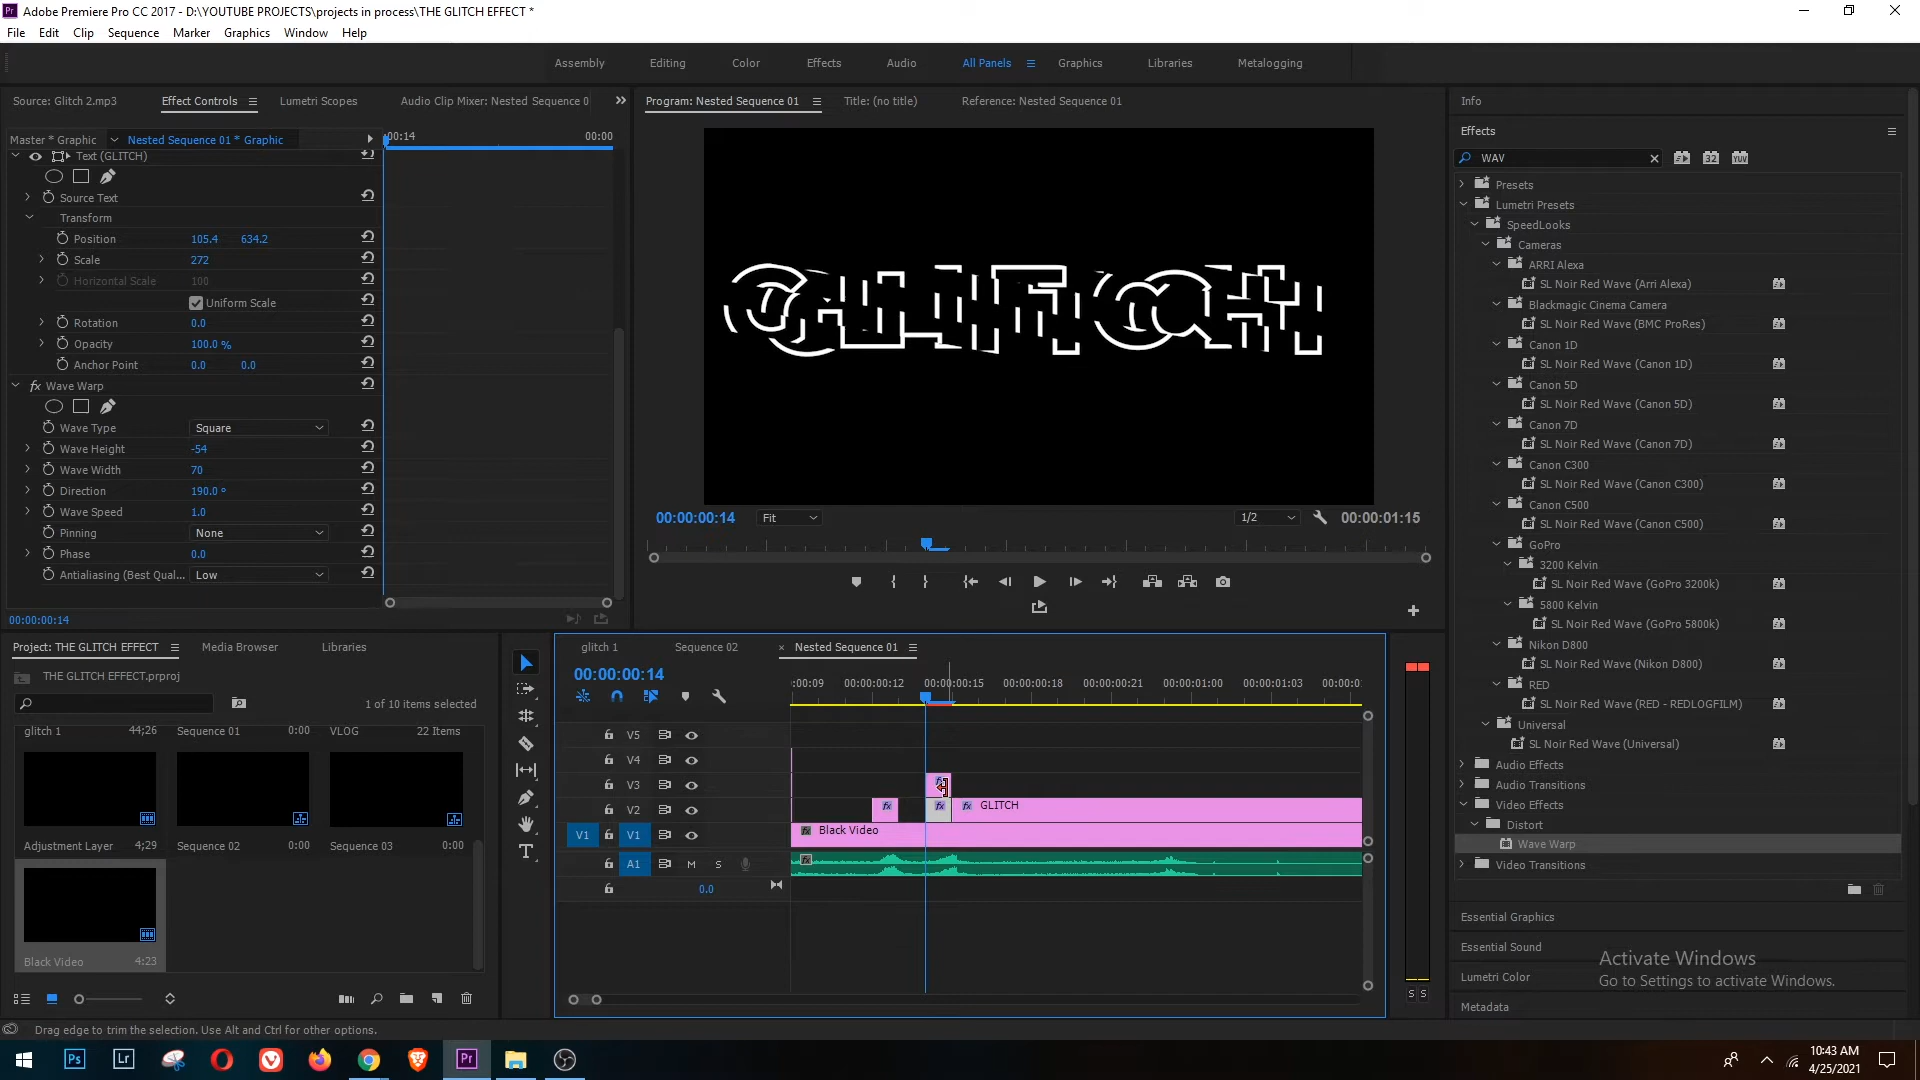 Pr Adobe Premiere Pro CC 2017 - D:\YOUTUBE PROJECTS\projects in process\THE GLITCH EFFECT *
File Edit Clip Sequence Marker Graphics Window Help
Assembly Editing Color Effects Audio All Panels Graphics Libraries Metalogging
Source: Glitch 2.mp3 Effect Controls Lumetri Scopes Audio Clip Mixer: Nested Sequence 0
Program: Nested Sequence 01 Title: (no title) Reference: Nested Sequence 01
Info
Master * Graphic Nested Sequence 01 * Graphic
:00:14 00:00
Text (GLITCH)
Source Text
Transform
Position 105.4 634.2
Scale 272
Horizontal Scale 100
Uniform Scale
Rotation 0.0
Opacity 100.0 %
Anchor Point 0.0 0.0
fx Wave Warp
Wave Type Square
Wave Height -54
Wave Width 70
Direction 190.0 °
Wave Speed 1.0
Pinning None
Phase 0.0
Antialiasing (Best Qual... Low
00:00:00:14
00:00:00:14 Fit 1/2 00:00:01:15
Effects
WAV
32 YUV
Presets
Lumetri Presets
SpeedLooks
Cameras
ARRI Alexa
SL Noir Red Wave (Arri Alexa)
Blackmagic Cinema Camera
SL Noir Red Wave (BMC ProRes)
Canon 1D
SL Noir Red Wave (Canon 1D)
Canon 5D
SL Noir Red Wave (Canon 5D)
Canon 7D
SL Noir Red Wave (Canon 7D)
Canon C300
SL Noir Red Wave (Canon C300)
Canon C500
SL Noir Red Wave (Canon C500)
GoPro
3200 Kelvin
SL Noir Red Wave (GoPro 3200k)
5800 Kelvin
SL Noir Red Wave (GoPro 5800k)
Nikon D800
SL Noir Red Wave (Nikon D800)
RED
SL Noir Red Wave (RED - REDLOGFILM)
Universal
SL Noir Red Wave (Universal)
Audio Effects
Audio Transitions
Video Effects
Distort
Wave Warp
Video Transitions
Essential Graphics
Essential Sound
Lumetri Color
Metadata
Activate Windows
Go to Settings to activate Windows.
Project: THE GLITCH EFFECT Media Browser Libraries
THE GLITCH EFFECT.prproj
1 of 10 items selected
glitch 1 44;26 Sequence 01 0:00 VLOG 22 Items
Adjustment Layer 4;29 Sequence 02 0:00 Sequence 03 0:00
Black Video 4:23
glitch 1 Sequence 02 × Nested Sequence 01
00:00:00:14
:00:09 00:00:00:12 00:00:00:15 00:00:00:18 00:00:00:21 00:00:01:00 00:00:01:03
V5
V4
V3
V2 fx fx fx GLITCH
V1 V1 fx Black Video
A1 M S fx
0.0
S S
Drag edge to trim the selection. Use Alt and Ctrl for other options.
Ps Lr Pr
10:43 AM
4/25/2021